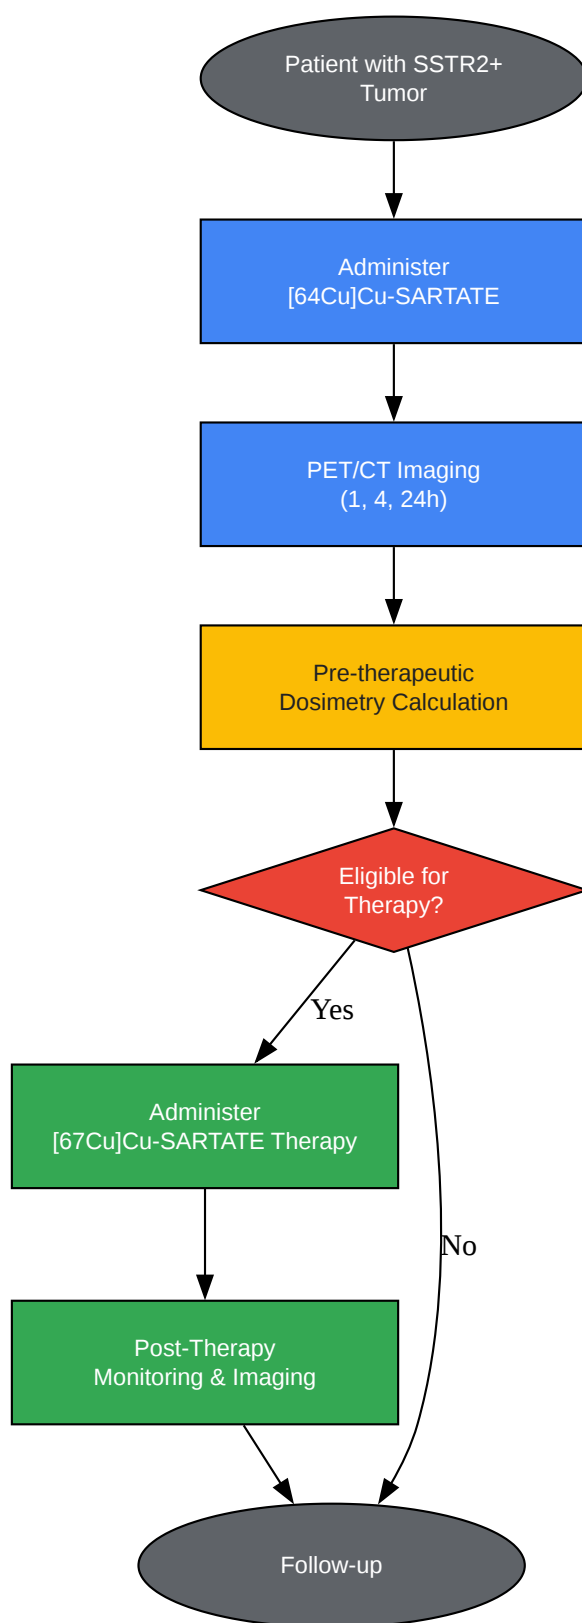 Patient with SSTR2+
Tumor
Administer
[64Cu]Cu-SARTATE
PET/CT Imaging
(1, 4, 24h)
Pre-therapeutic
Dosimetry Calculation
Eligible for
Therapy?
Yes
Administer
[67Cu]Cu-SARTATE Therapy
No
Post-Therapy
Monitoring & Imaging
Follow-up